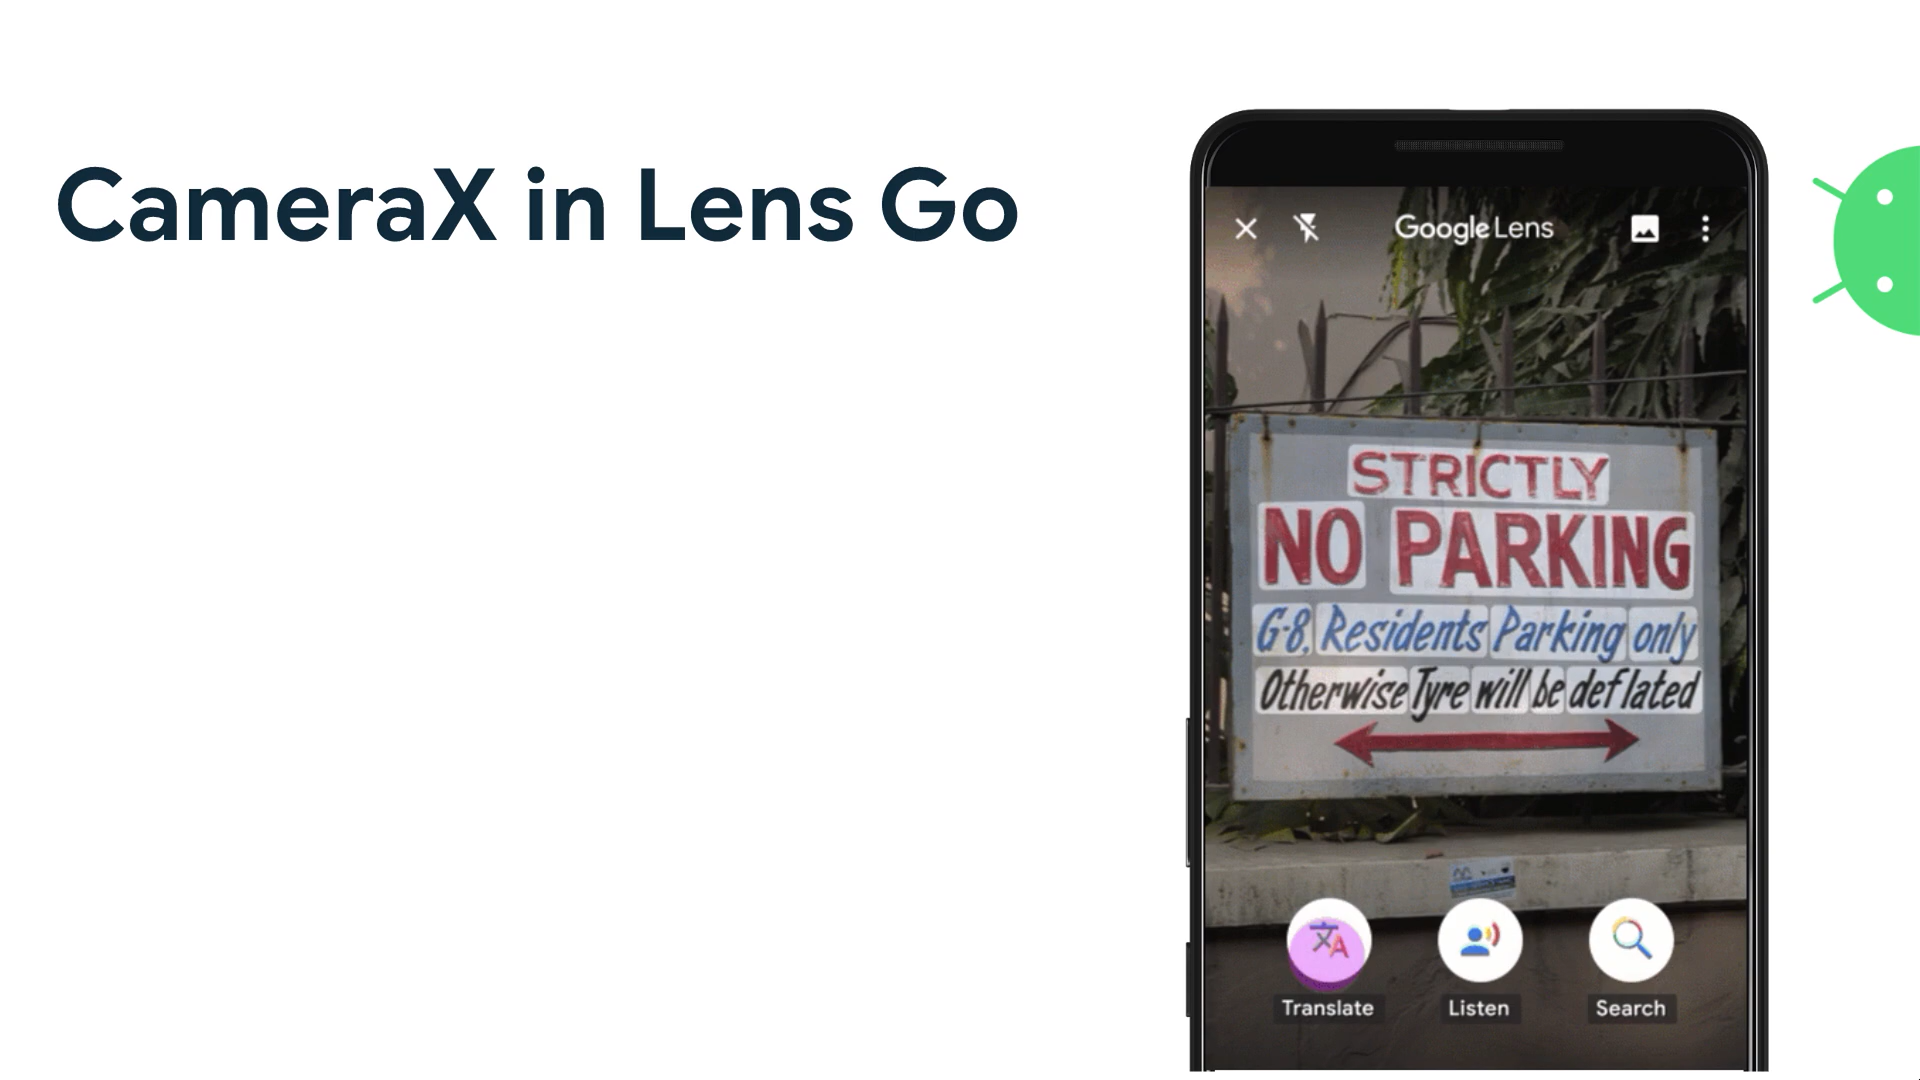 CameraX in Lens Go
Google Lens
STRICTLY
NO PARKING
G-8, Residents Parking only
Otherwise Tyre will be deflated
Translate
Listen
Search